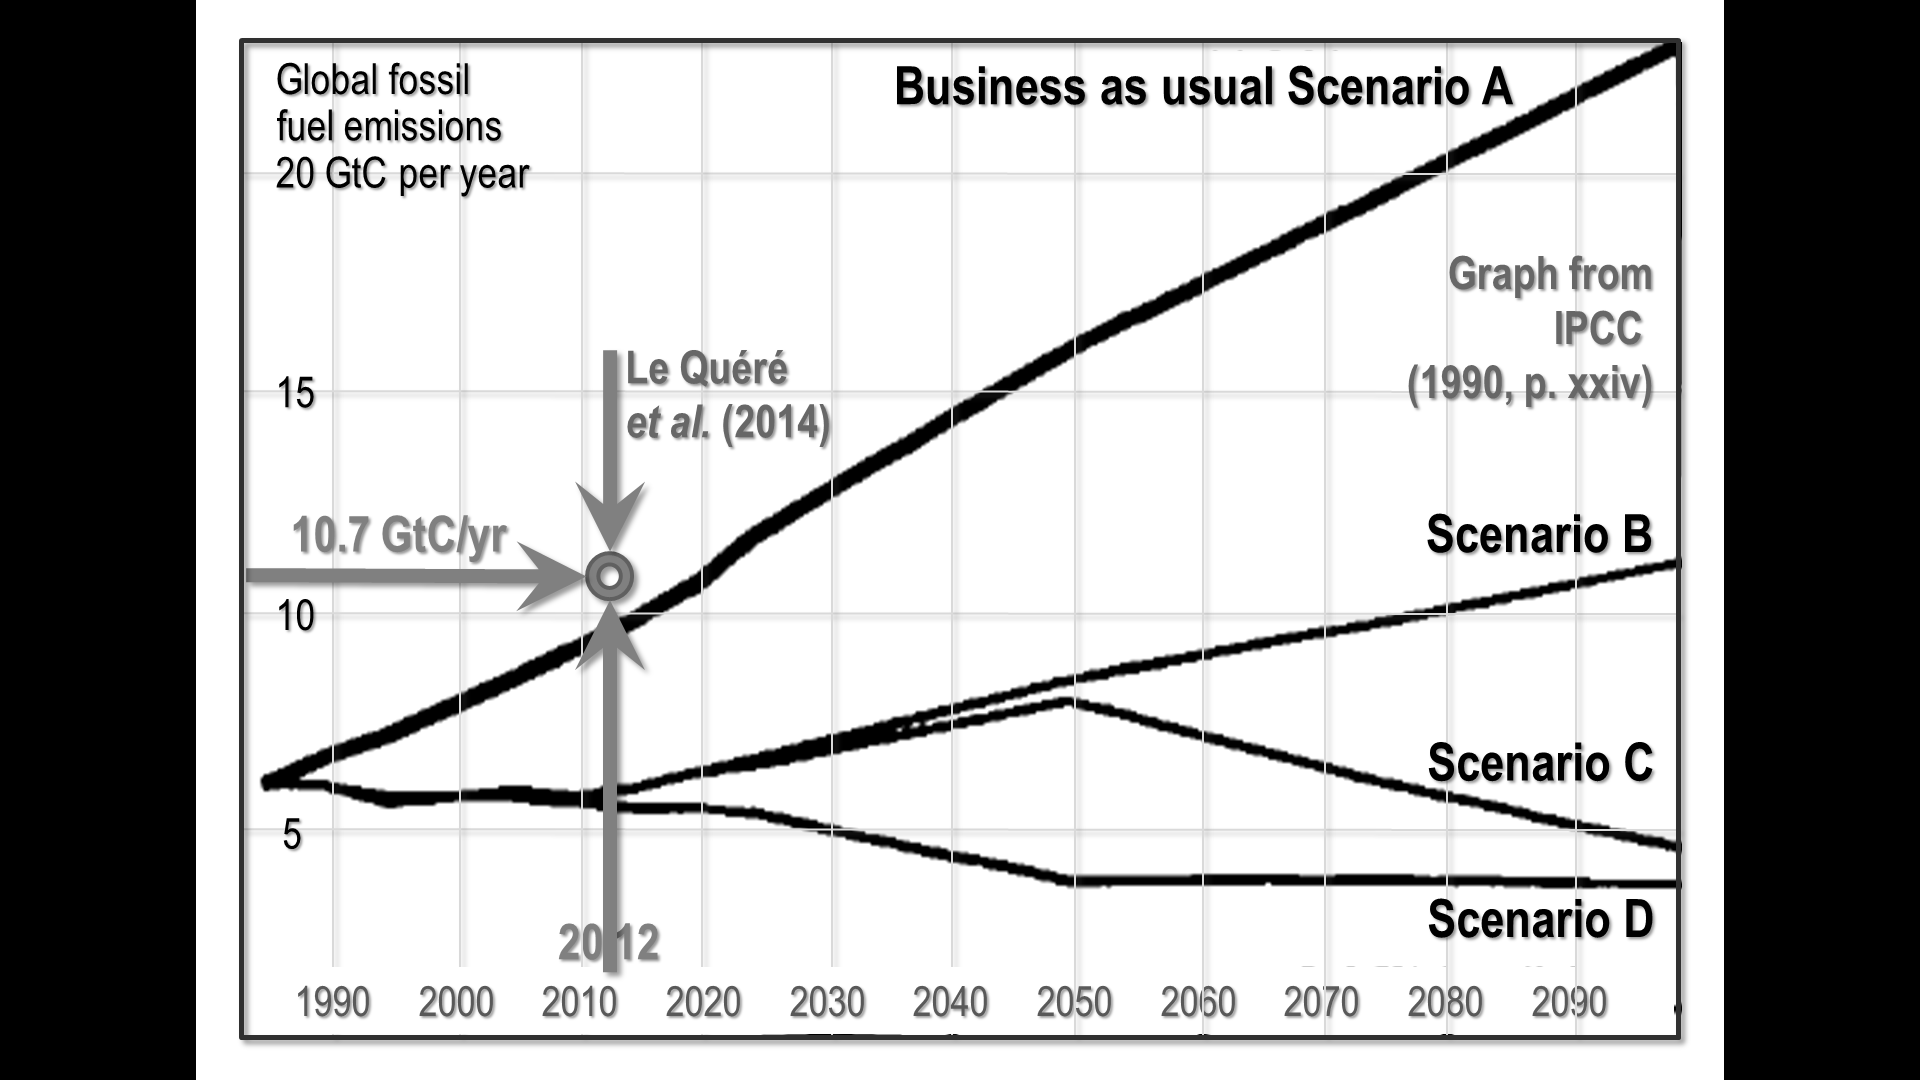 Global fossil
fuel emissions
20 GtC per year
Business as usual Scenario A
Graph from
IPCC
(1990, p. xxiv)
15
Le Quéré
et al. (2014)
10.7 GtC/yr
Scenario B
10
Scenario C
5
Scenario D
2012
1990 2000 2010 2020 2030 2040 2050 2060 2070 2080 2090